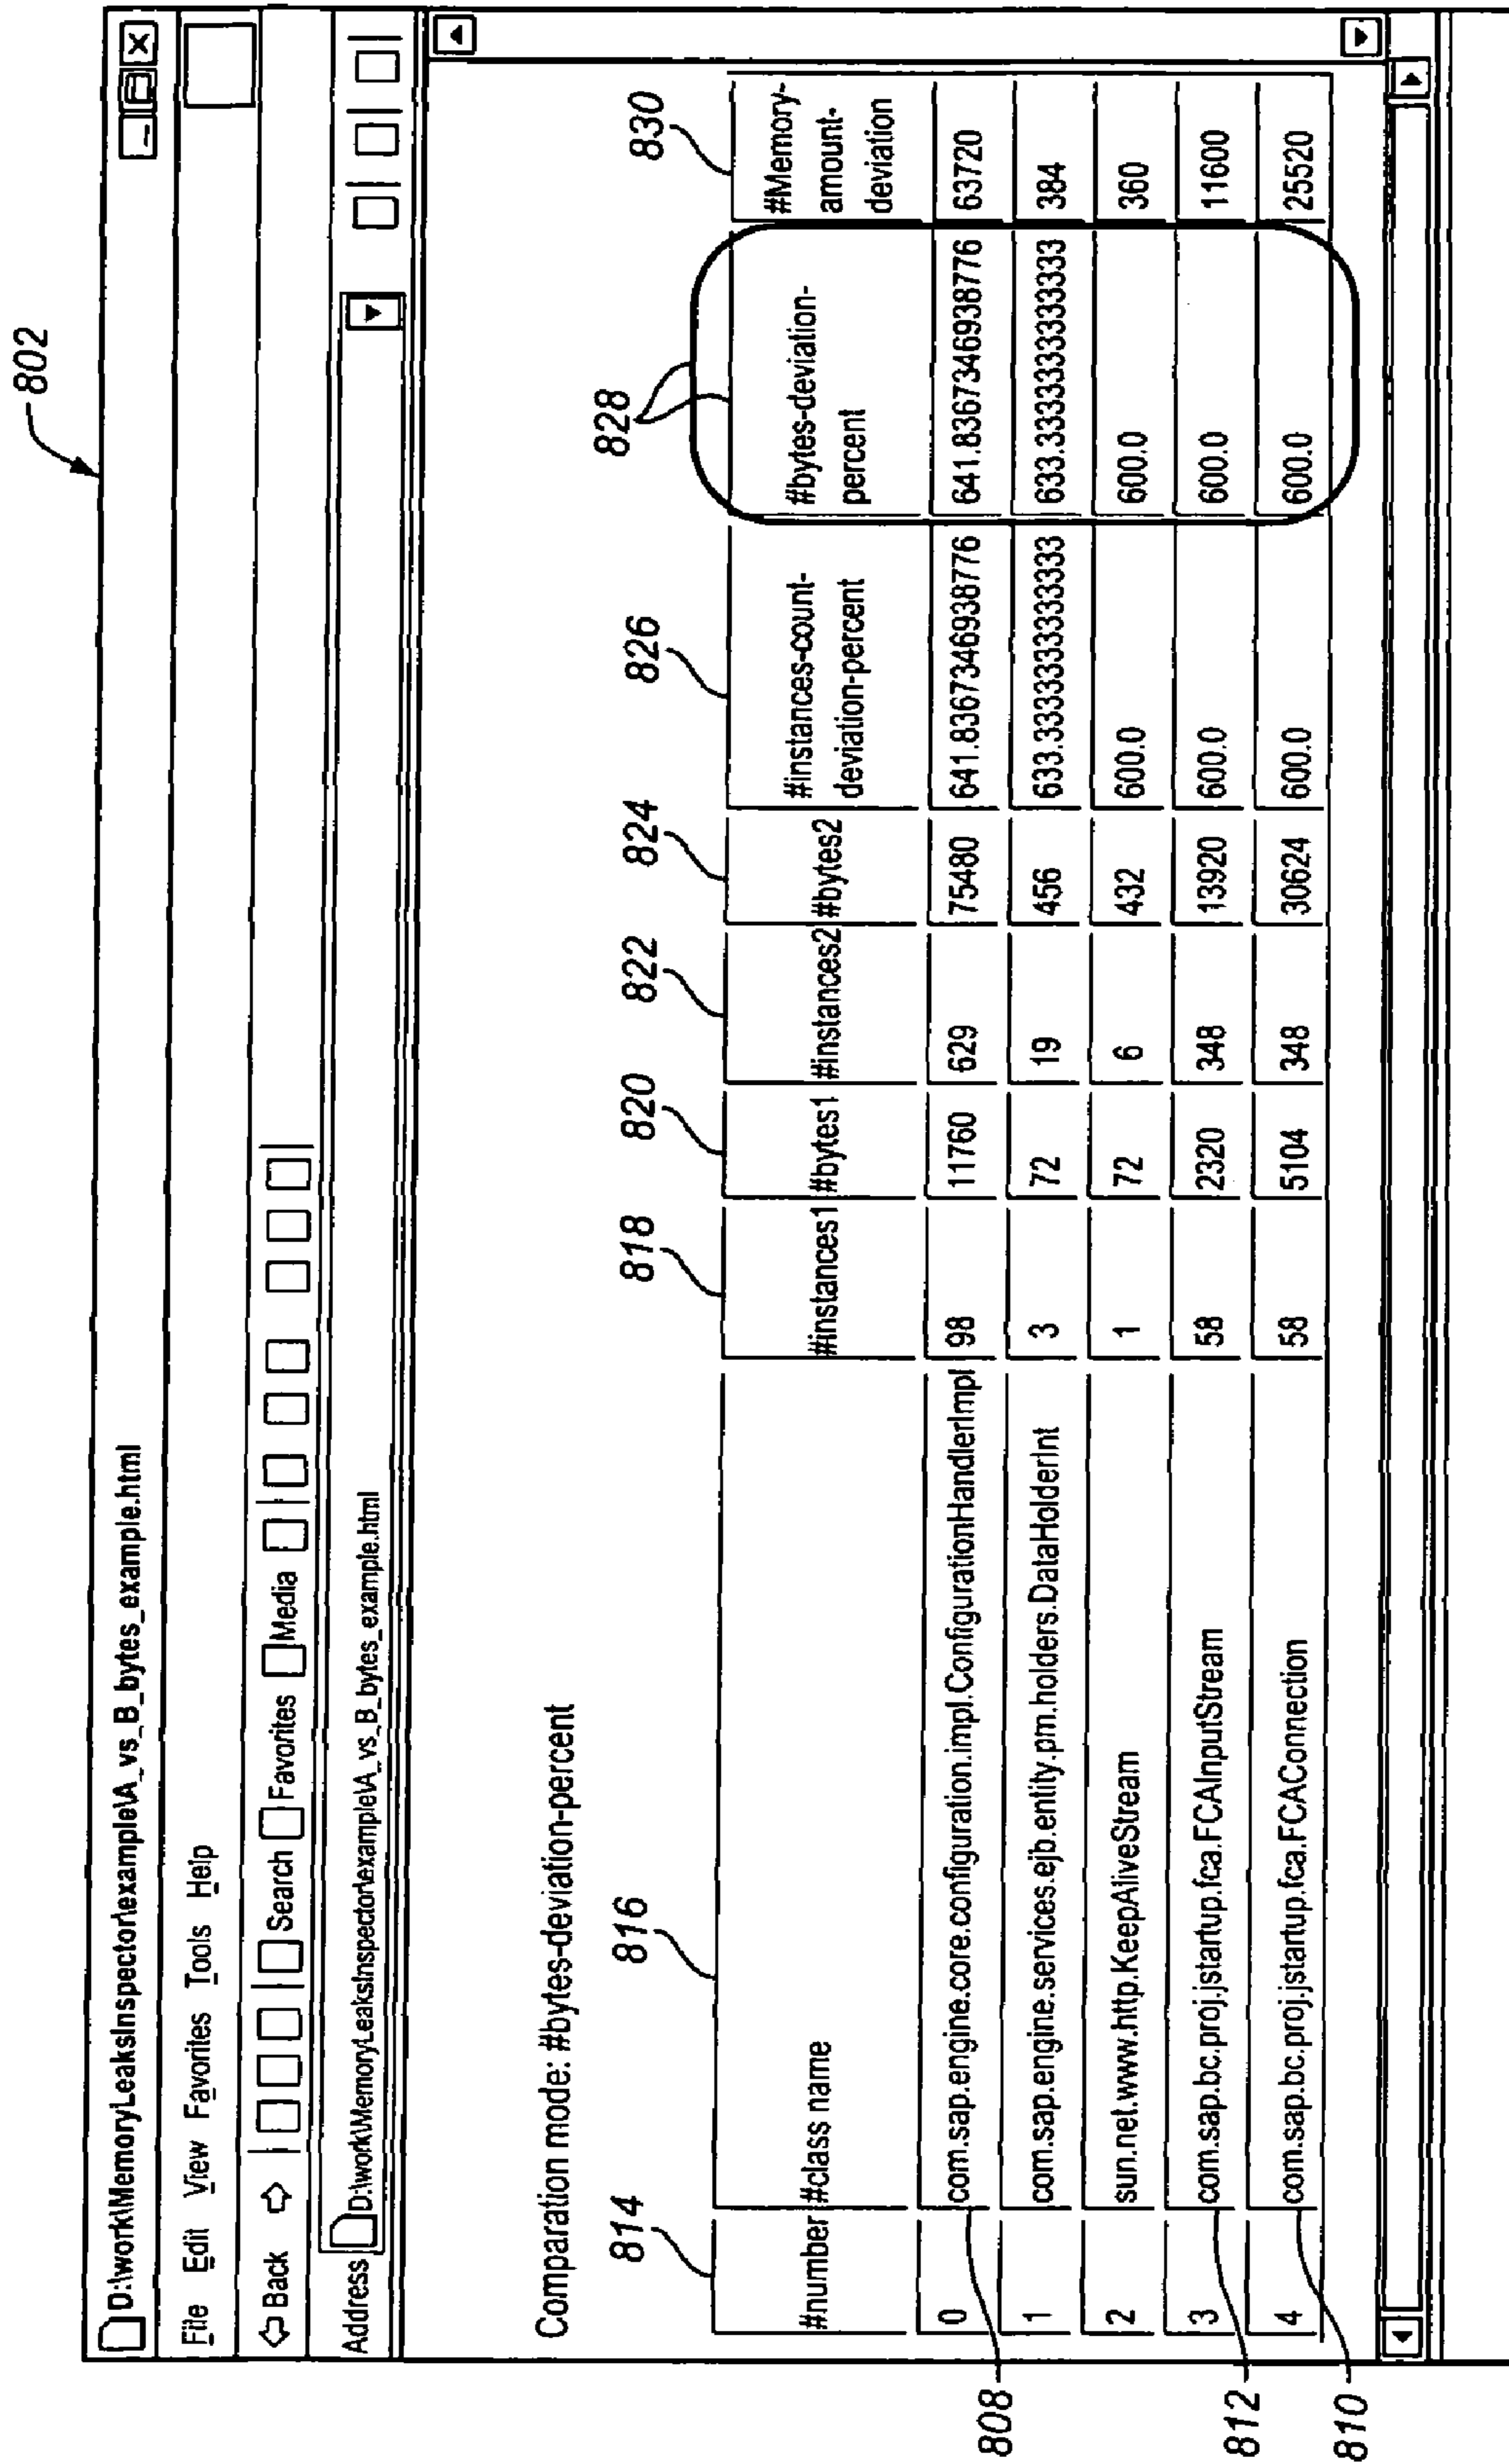 802
D:\work\MemoryLeaksInspector\example\A_vs_B_bytes_example.html
File Edit View Favorites Tools Help
Back Search Favorites Media
Address D:\work\MemoryLeaksInspector\example\A_vs_B_bytes_example.html
Comparation mode: #bytes-deviation-percent
814 816 818 820 822 824 826 828 830
#number #class name #instances1 #bytes1 #instances2 #bytes2 #instances-count-deviation-percent #bytes-deviation-percent #Memory-amount-deviation
0 com.sap.engine.core.configuration.impl.ConfigurationHandlerImpl 98 11760 629 75480 641.8367346938776 641.8367346938776 63720
1 com.sap.engine.services.ejb.entity.pm.holders.DataHolderInt 3 72 19 456 633.3333333333333 633.3333333333333 384
2 sun.net.www.http.KeepAliveStream 1 72 6 432 600.0 600.0 360
3 com.sap.bc.proj.jstartup.fca.FCAInputStream 58 2320 348 13920 600.0 600.0 11600
4 com.sap.bc.proj.jstartup.fca.FCAConnection 58 5104 348 30624 600.0 600.0 25520
808
812
810